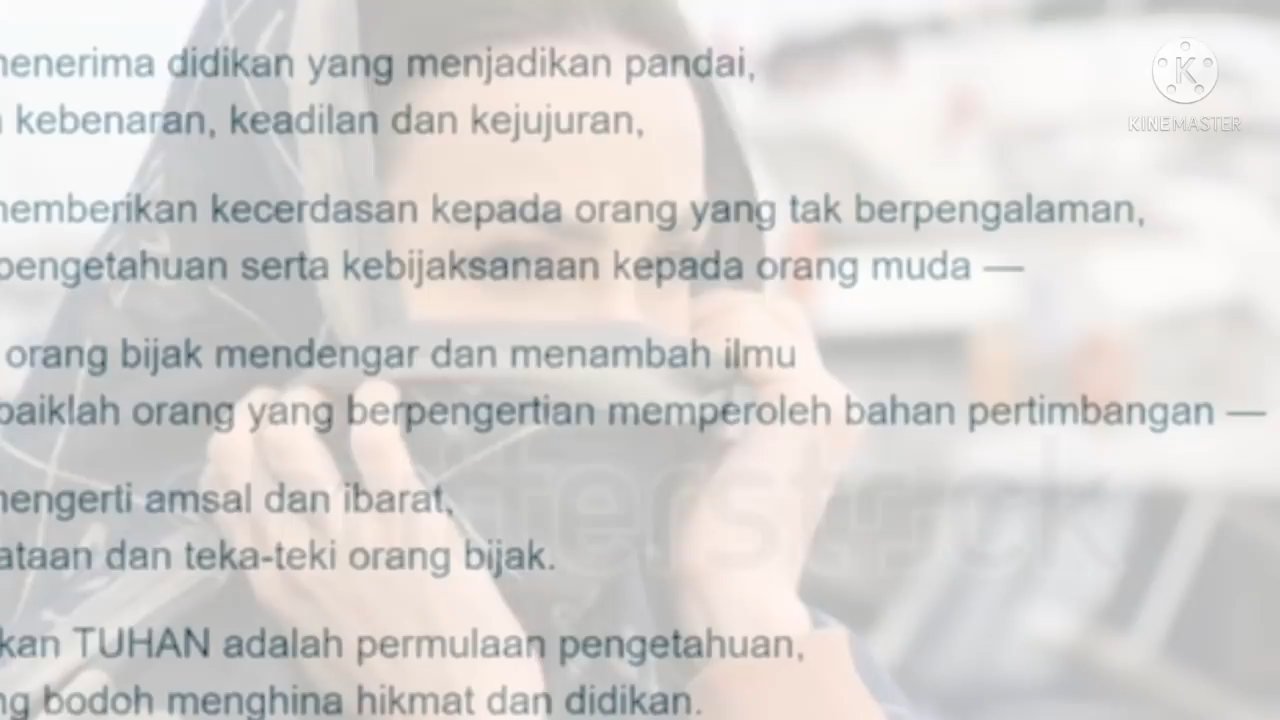 menerima didikan yang menjadikan pandai,
kebenaran, keadilan dan kejujuran,
memberikan kecerdasan kepada orang yang tak berpengalaman,
pengetahuan serta kebijaksanaan kepada orang muda —
orang bijak mendengar dan menambah ilmu
baiklah orang yang berpengertian memperoleh bahan pertimbangan —
mengerti amsal dan ibarat,
ataan dan teka-teki orang bijak.
kan TUHAN adalah permulaan pengetahuan,
ng bodoh menghina hikmat dan didikan.
K
KINEMASTER